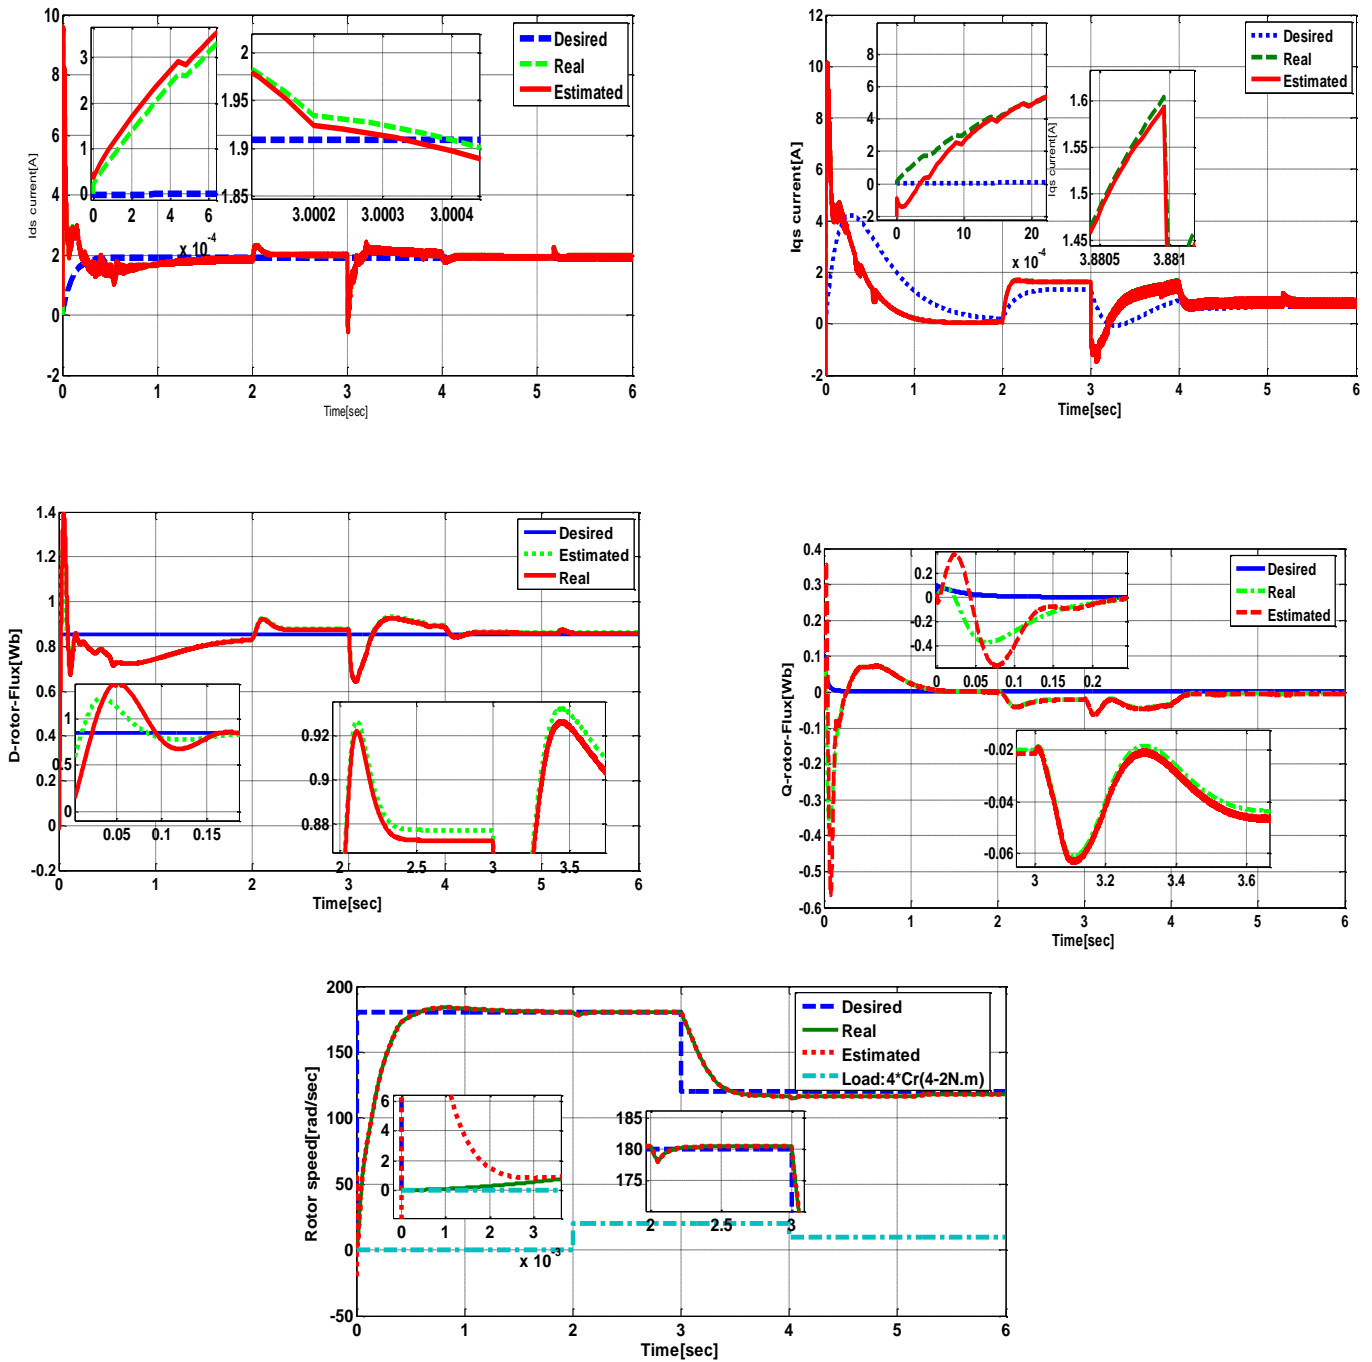 12
10
8
6
4
2
0
-2
0 1 2 3 4 5 6
Ids current[A]
Time[sec]
Desired
Real
Estimated
3
2
1
0
0 2 4 6
x 10-4
2
1.95
1.9
1.85
3.0002 3.0003 3.0004
12
10
8
6
4
2
0
-2
0 1 2 3 4 5 6
Iqs current[A]
Time[sec]
Desired
Real
Estimated
8
6
4
2
0
-2
0 10 20
x 10-4
Iqs current[A]
1.6
1.55
1.5
1.45
3.8805 3.881
1.4
1.2
1
0.8
0.6
0.4
0.2
0
-0.2
0 1 2 3 4 5 6
D-rotor-Flux[Wb]
Time[sec]
Desired
Estimated
Real
1
0.5
0
0.05 0.1 0.15
0.92
0.9
0.88
2 2.5 3 3.5
0.4
0.3
0.2
0.1
0
-0.1
-0.2
-0.3
-0.4
-0.5
-0.6
0 1 2 3 4 5 6
Q-rotor-Flux[Wb]
Time[sec]
Desired
Real
Estimated
0.2
0
-0.2
-0.4
0 0.05 0.1 0.15 0.2
-0.02
-0.04
-0.06
3 3.2 3.4 3.6
200
150
100
50
0
-50
0 1 2 3 4 5 6
Rotor speed[rad/sec]
Time[sec]
Desired
Real
Estimated
Load:4*Cr(4-2N.m)
6
4
2
0
0 1 2 3
x 10-3
185
180
175
2 2.5 3